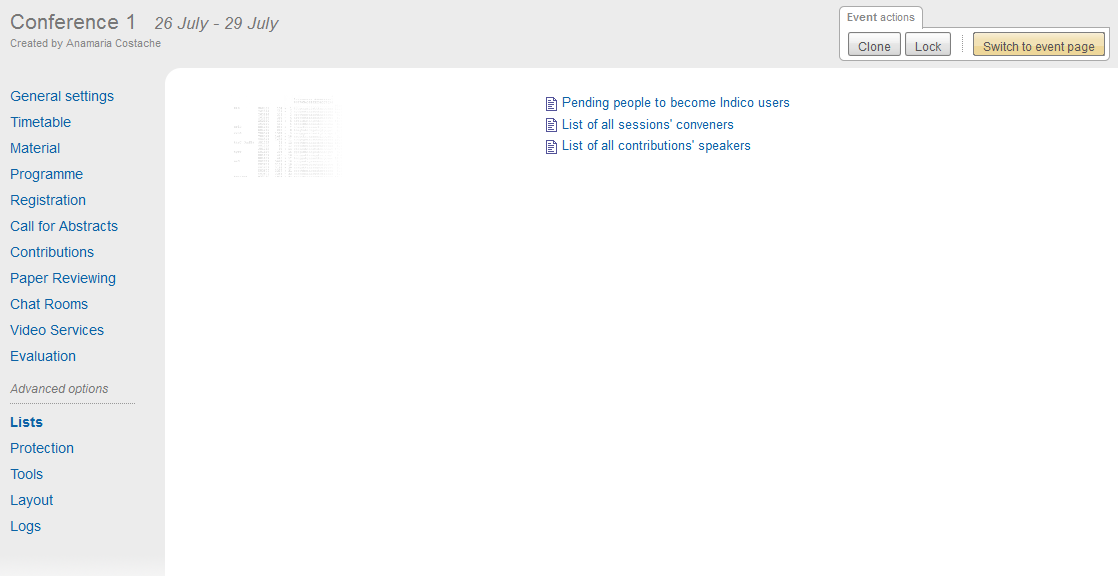 Conference 1 26 July - 29 July
Created by Anamaria Costache
Event actions
Clone Lock Switch to event page
General settings
Timetable
Material
Programme
Registration
Call for Abstracts
Contributions
Paper Reviewing
Chat Rooms
Video Services
Evaluation
Advanced options
Lists
Protection
Tools
Layout
Logs
Pending people to become Indico users
List of all sessions' conveners
List of all contributions' speakers